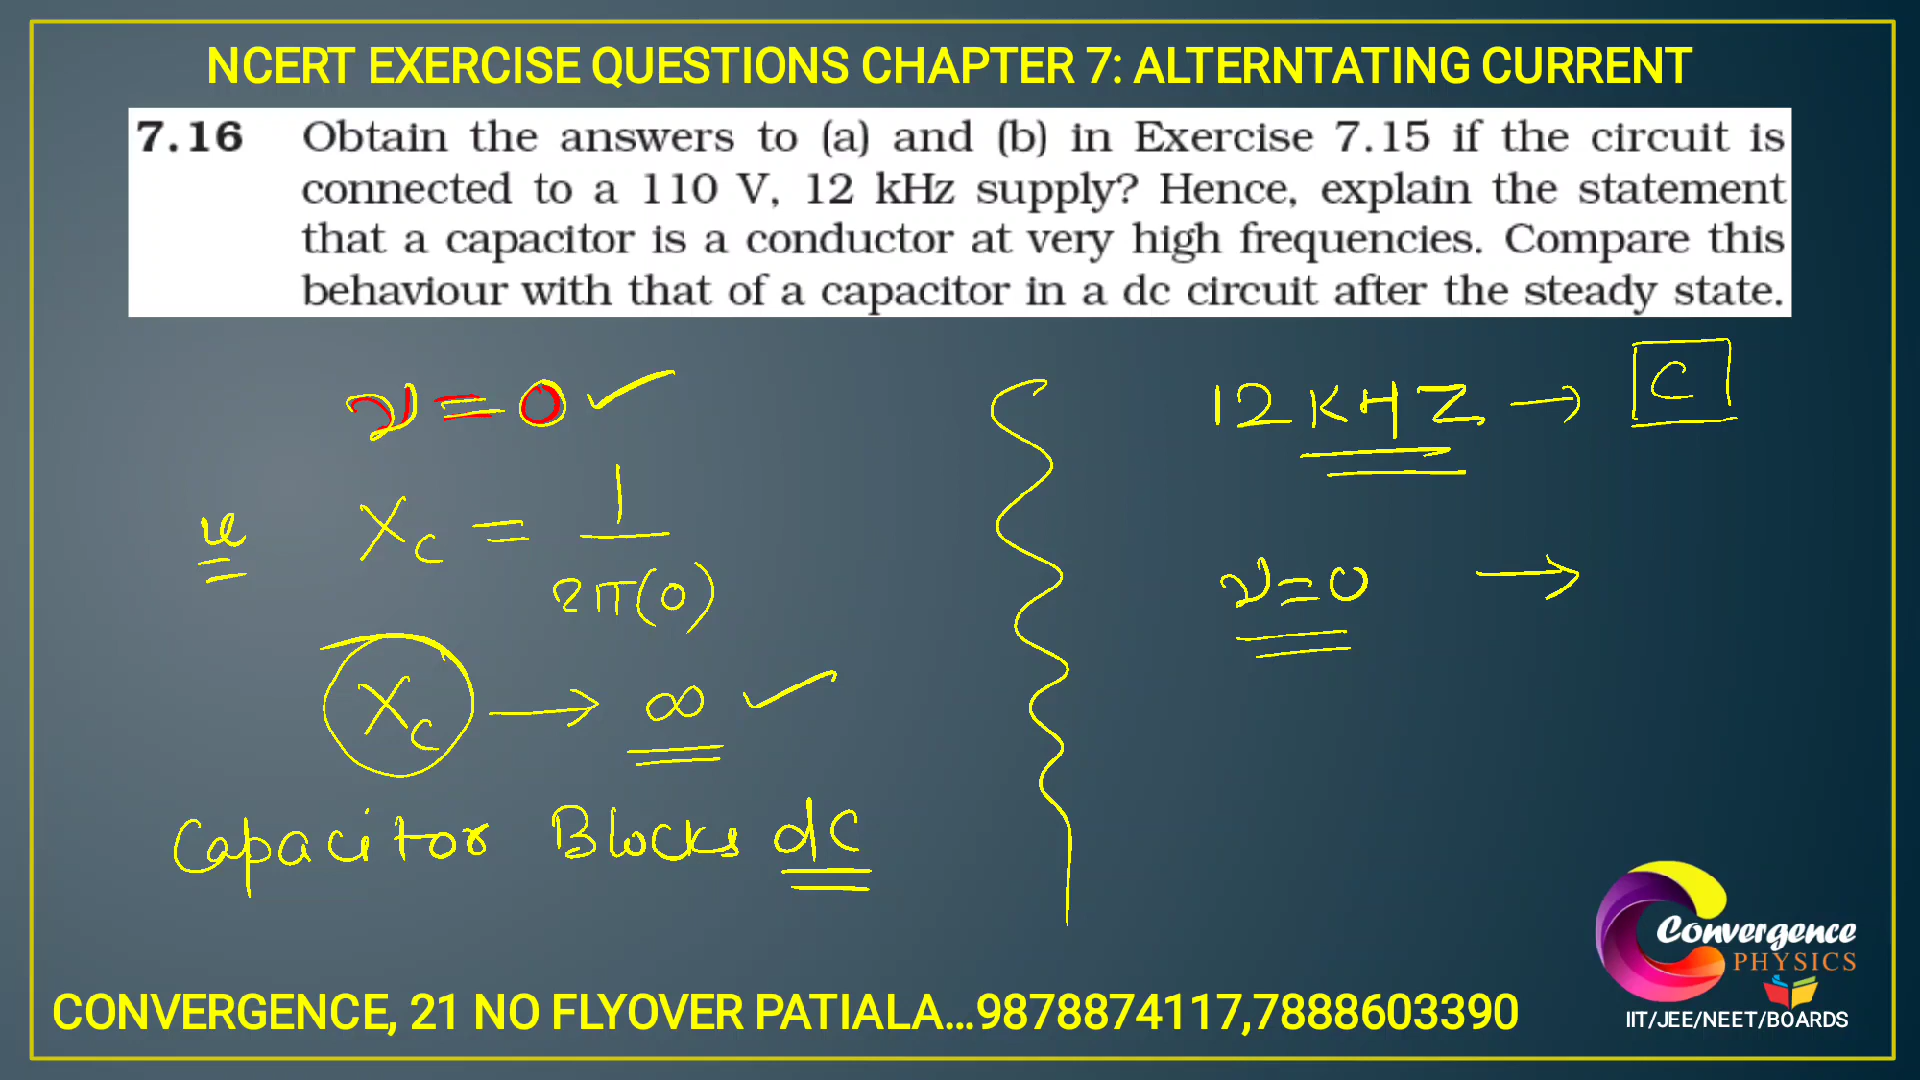 NCERT EXERCISE QUESTIONS CHAPTER 7: ALTERNTATING CURRENT
7.16 Obtain the answers to (a) and (b) in Exercise 7.15 if the circuit is
connected to a 110 V, 12 kHz supply? Hence, explain the statement
that a capacitor is a conductor at very high frequencies. Compare this
behaviour with that of a capacitor in a dc circuit after the steady state.
ν = 0 ✓
Xc = 1
2π(0)
Xc → ∞ ✓
Capacitor Blocks dC
12KHZ → C
ν=0 →
Convergence
PHYSICS
IIT/JEE/NEET/BOARDS
CONVERGENCE, 21 NO FLYOVER PATIALA...9878874117,7888603390